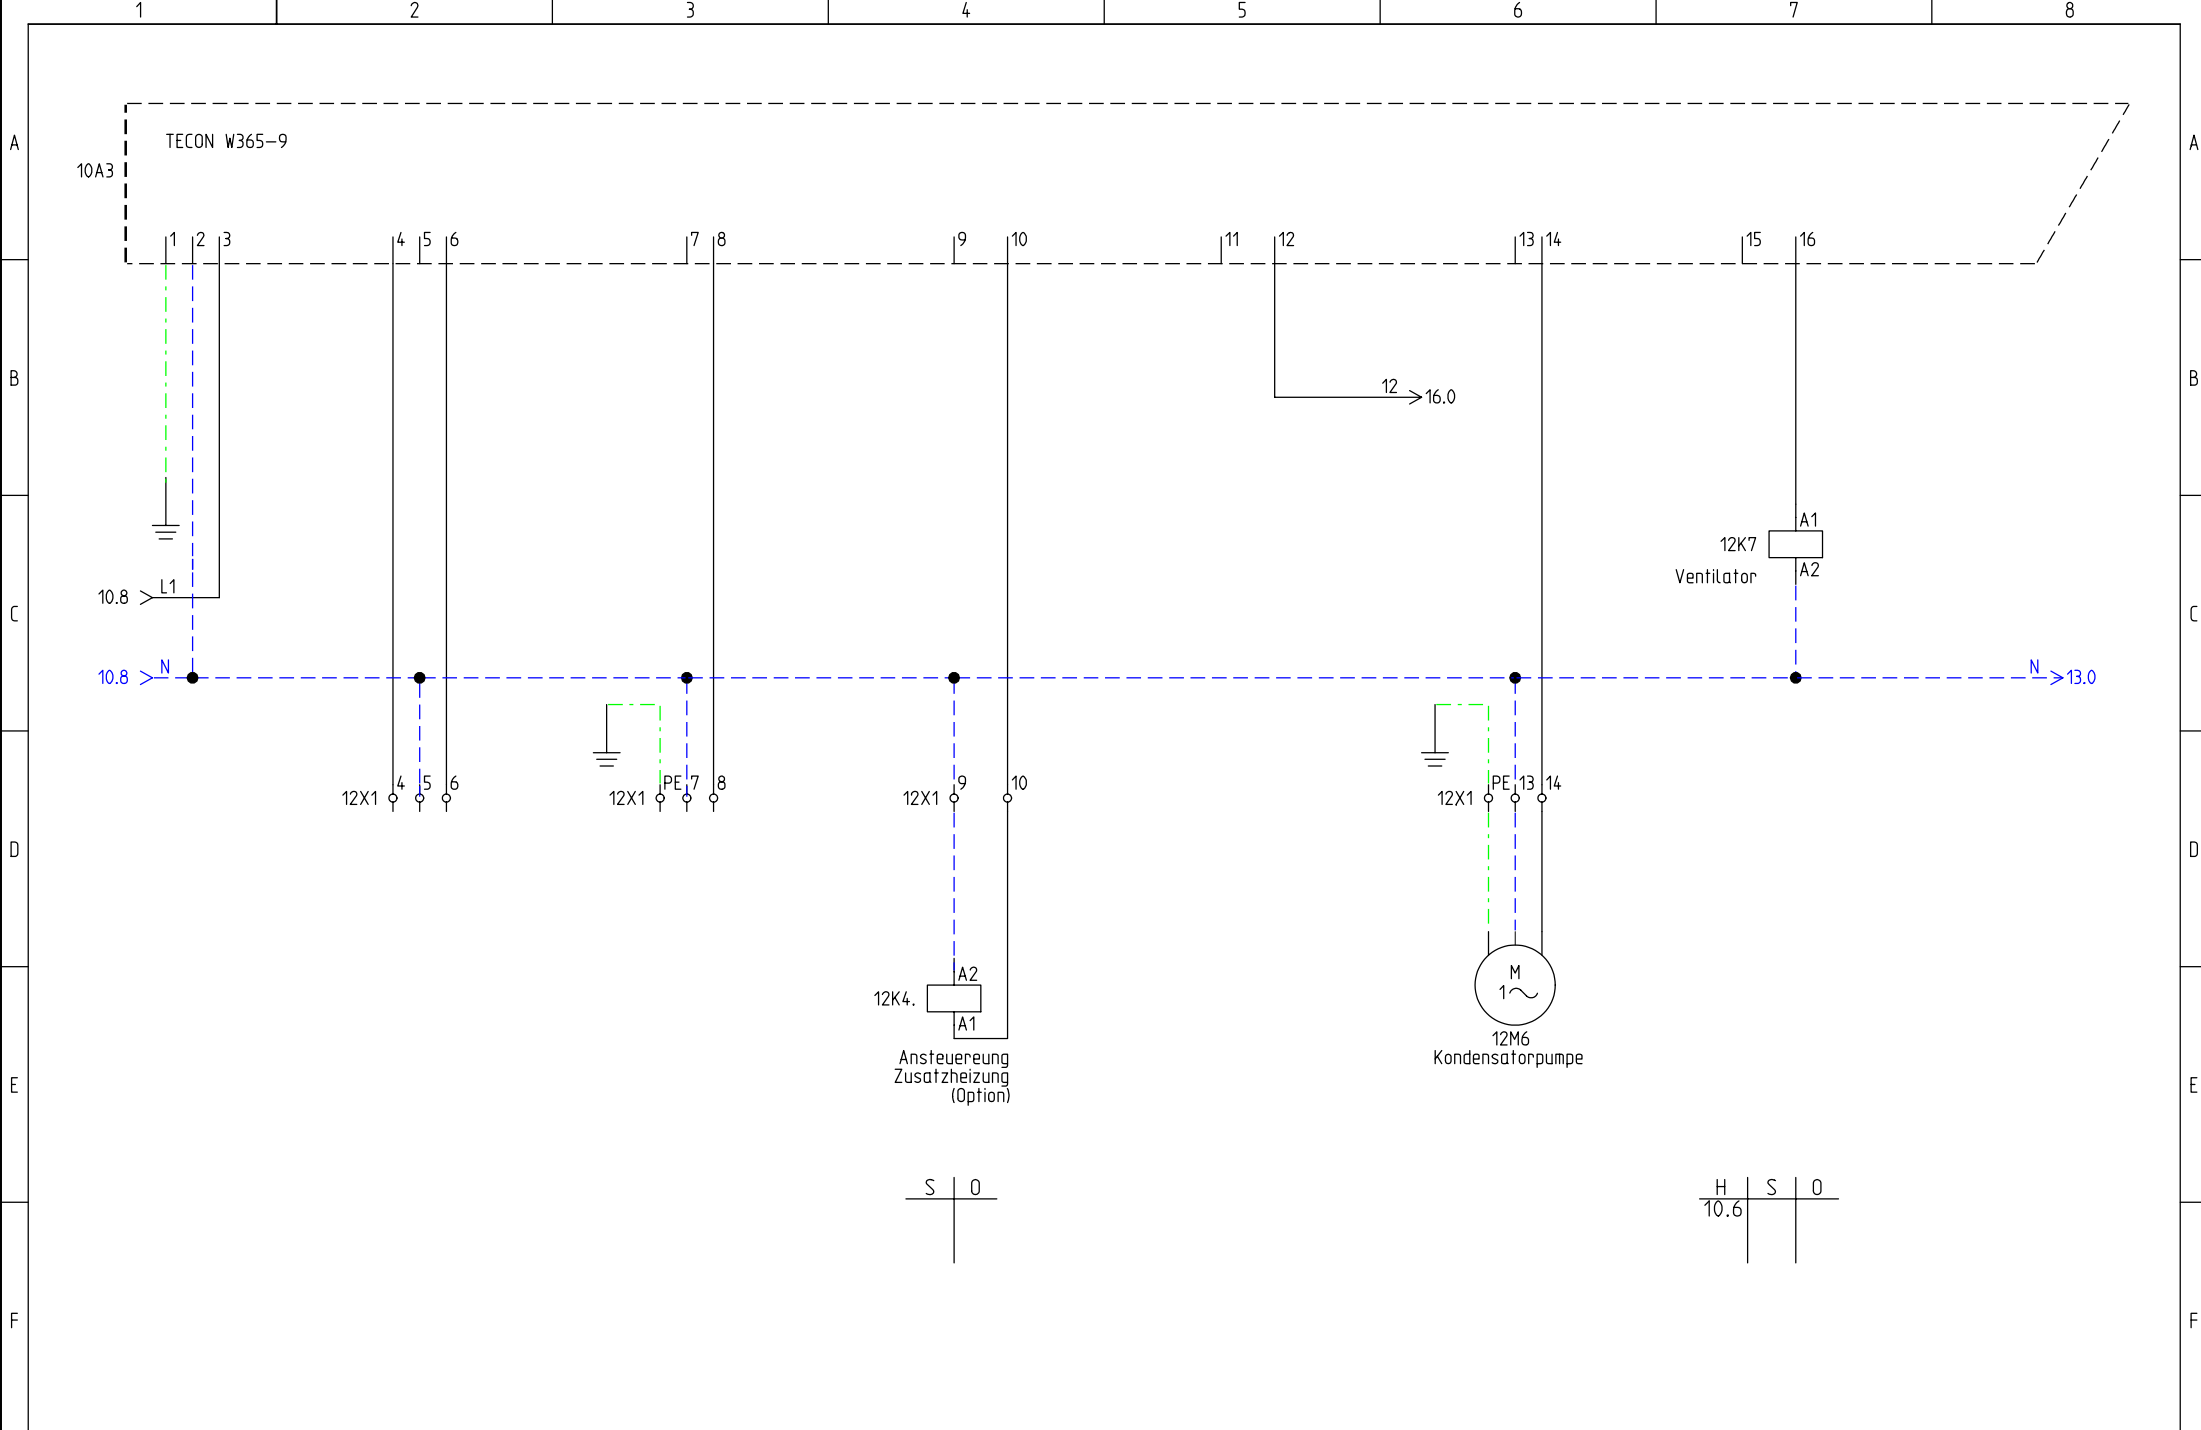 1 2 3 4 5 6 7 8
A A
TECON W365-9
10A3
1 2 3 4 5 6 7 8 9 10 11 12 13 14 15 16
B B
12 16.0
A1
12K7
A2
Ventilator
10.8 L1
C C
10.8 N N 13.0
12X1 4 5 6 12X1 PE 7 8 12X1 9 10 12X1 PE 13 14
D D
A2
12K4.
A1
M
1
12M6
Kondensatorpumpe
Ansteuereung
Zusatzheizung
(Option)
E E
S O H S O
10.6
F F